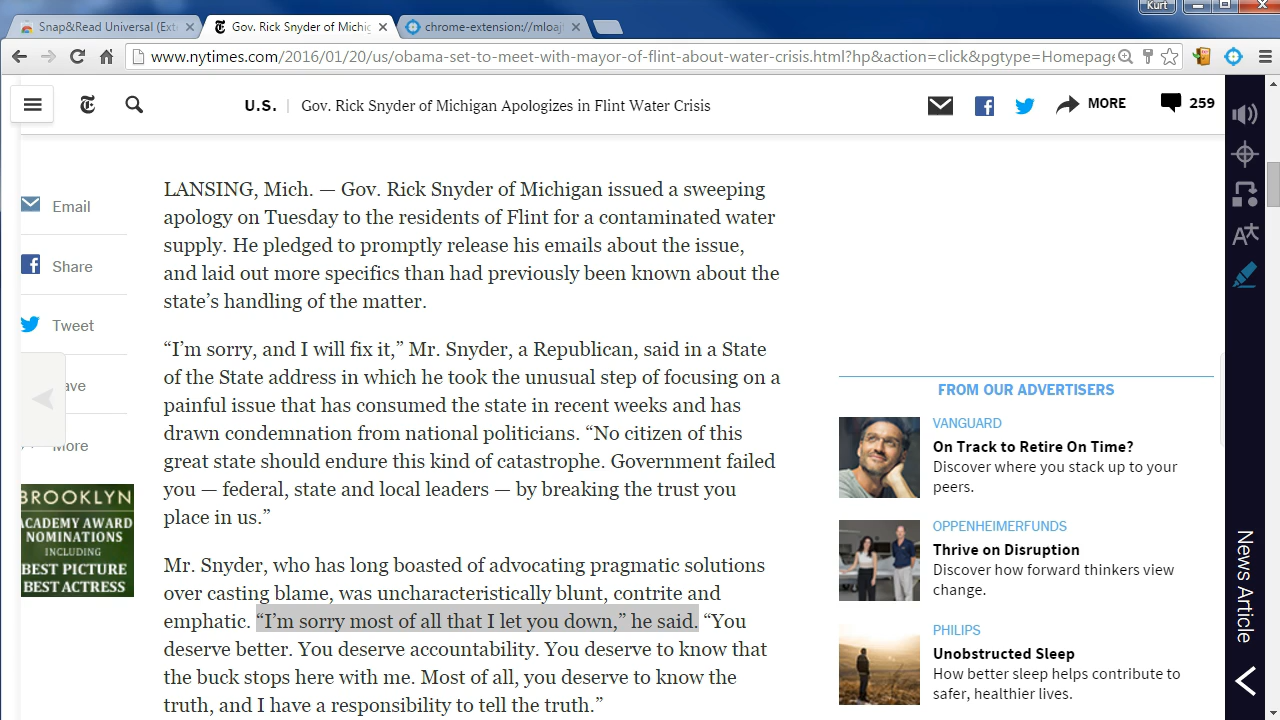 Kurt
Snap&Read Universal (Ext
Gov. Rick Snyder of Michig
chrome-extension://mloaj
www.nytimes.com/2016/01/20/us/obama-set-to-meet-with-mayor-of-flint-about-water-crisis.html?hp&action=click&pgtype=Homepage
U.S. | Gov. Rick Snyder of Michigan Apologizes in Flint Water Crisis
MORE
259
Email
Share
Tweet
ave
More
BROOKLYN
ACADEMY AWARD
NOMINATIONS
INCLUDING
BEST PICTURE
BEST ACTRESS
LANSING, Mich. — Gov. Rick Snyder of Michigan issued a sweeping
apology on Tuesday to the residents of Flint for a contaminated water
supply. He pledged to promptly release his emails about the issue,
and laid out more specifics than had previously been known about the
state’s handling of the matter.
“I’m sorry, and I will fix it,” Mr. Snyder, a Republican, said in a State
of the State address in which he took the unusual step of focusing on a
painful issue that has consumed the state in recent weeks and has
drawn condemnation from national politicians. “No citizen of this
great state should endure this kind of catastrophe. Government failed
you — federal, state and local leaders — by breaking the trust you
place in us.”
Mr. Snyder, who has long boasted of advocating pragmatic solutions
over casting blame, was uncharacteristically blunt, contrite and
emphatic. “I’m sorry most of all that I let you down,” he said. “You
deserve better. You deserve accountability. You deserve to know that
the buck stops here with me. Most of all, you deserve to know the
truth, and I have a responsibility to tell the truth.”
FROM OUR ADVERTISERS
VANGUARD
On Track to Retire On Time?
Discover where you stack up to your
peers.
OPPENHEIMERFUNDS
Thrive on Disruption
Discover how forward thinkers view
change.
PHILIPS
Unobstructed Sleep
How better sleep helps contribute to
safer, healthier lives.
News Article